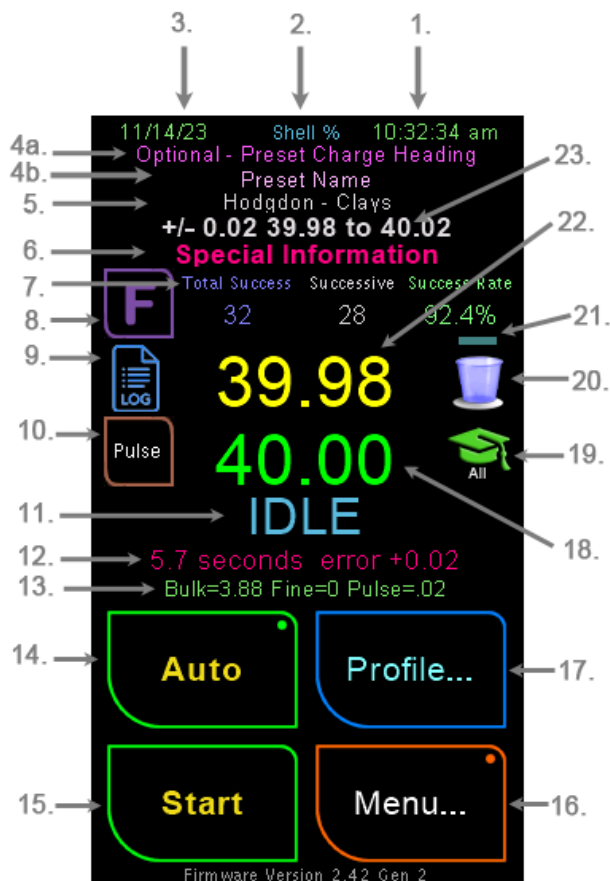 3. 2. 1.
11/14/23 Shell % 10:32:34 am
4a. Optional - Preset Charge Heading
4b. Preset Name
23.
5. Hodgdon - Clays
+/- 0.02 39.98 to 40.02
22.
6. Special Information
7. Total Success Successive Success Rate
F
8. 32 28 92.4%
21.
9. LOG 39.98 20.
10. Pulse 40.00 All 19.
11. IDLE
18.
12. 5.7 seconds error +0.02
13. Bulk=3.88 Fine=0 Pulse=.02
14. Auto Profile... 17.
15. Start Menu... 16.
Firmware Version 2.42 Gen 2